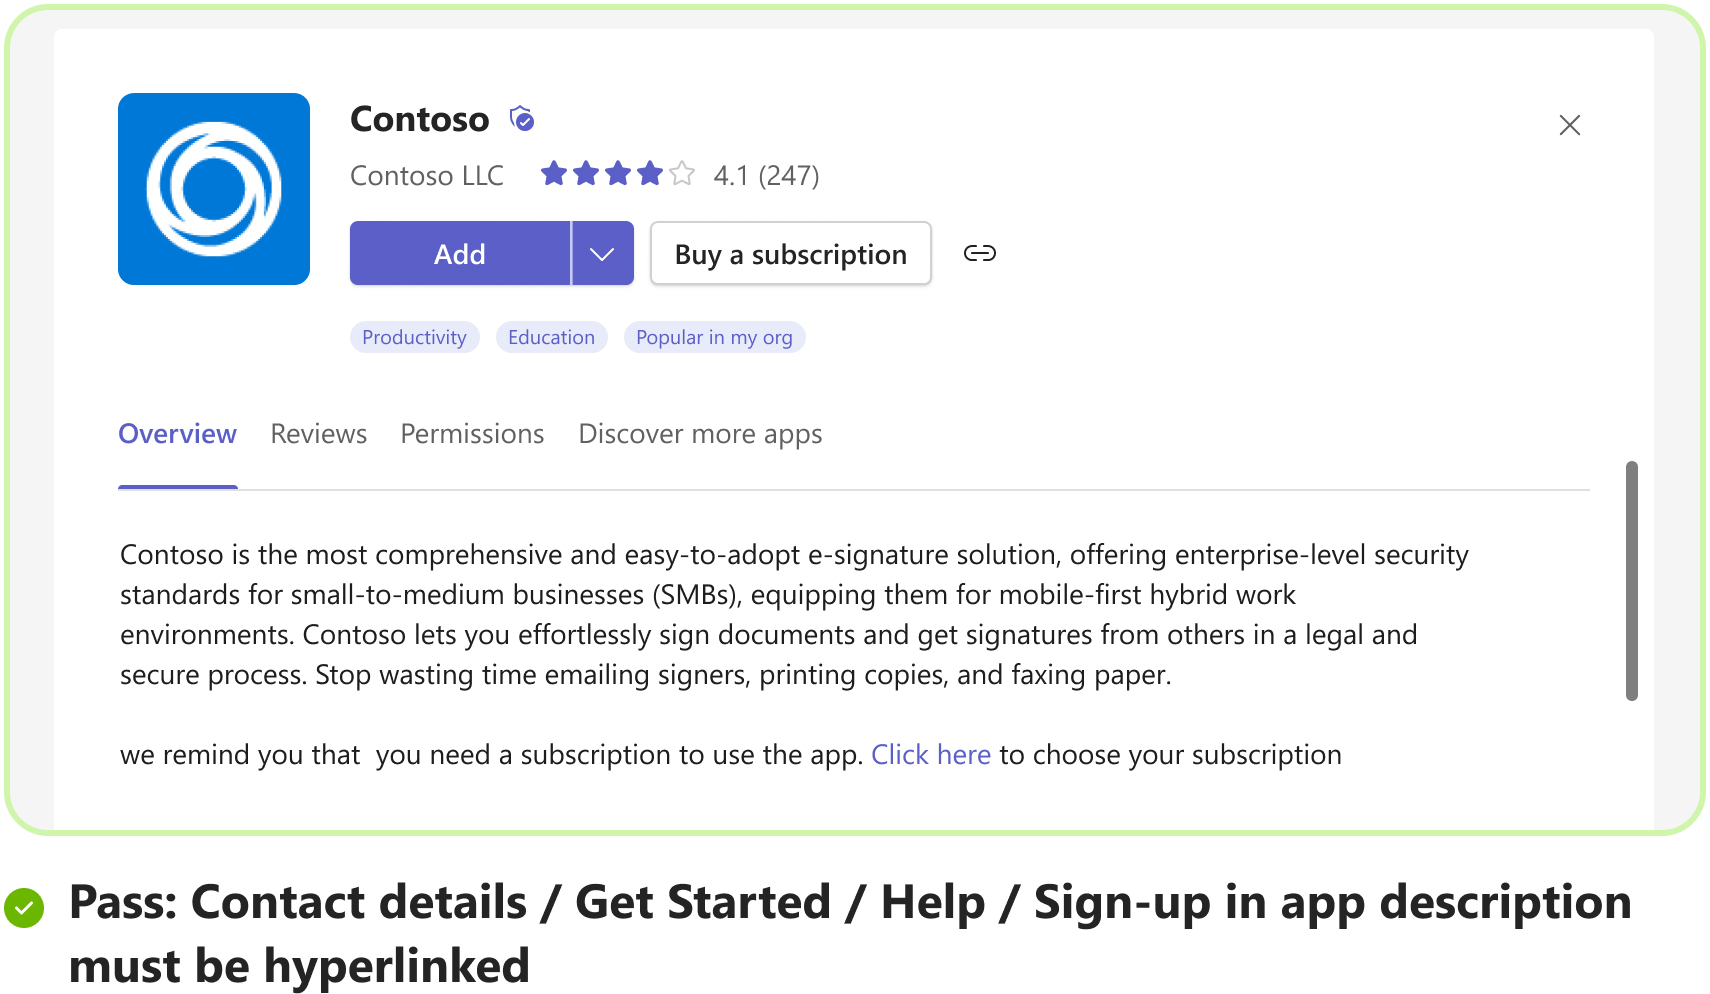 Contoso
Contoso LLC 4.1 (247)
Add Buy a subscription
Productivity Education Popular in my org
Overview Reviews Permissions Discover more apps
Contoso is the most comprehensive and easy-to-adopt e-signature solution, offering enterprise-level security
standards for small-to-medium businesses (SMBs), equipping them for mobile-first hybrid work
environments. Contoso lets you effortlessly sign documents and get signatures from others in a legal and
secure process. Stop wasting time emailing signers, printing copies, and faxing paper.
we remind you that  you need a subscription to use the app. Click here to choose your subscription
Pass: Contact details / Get Started / Help / Sign-up in app description
must be hyperlinked